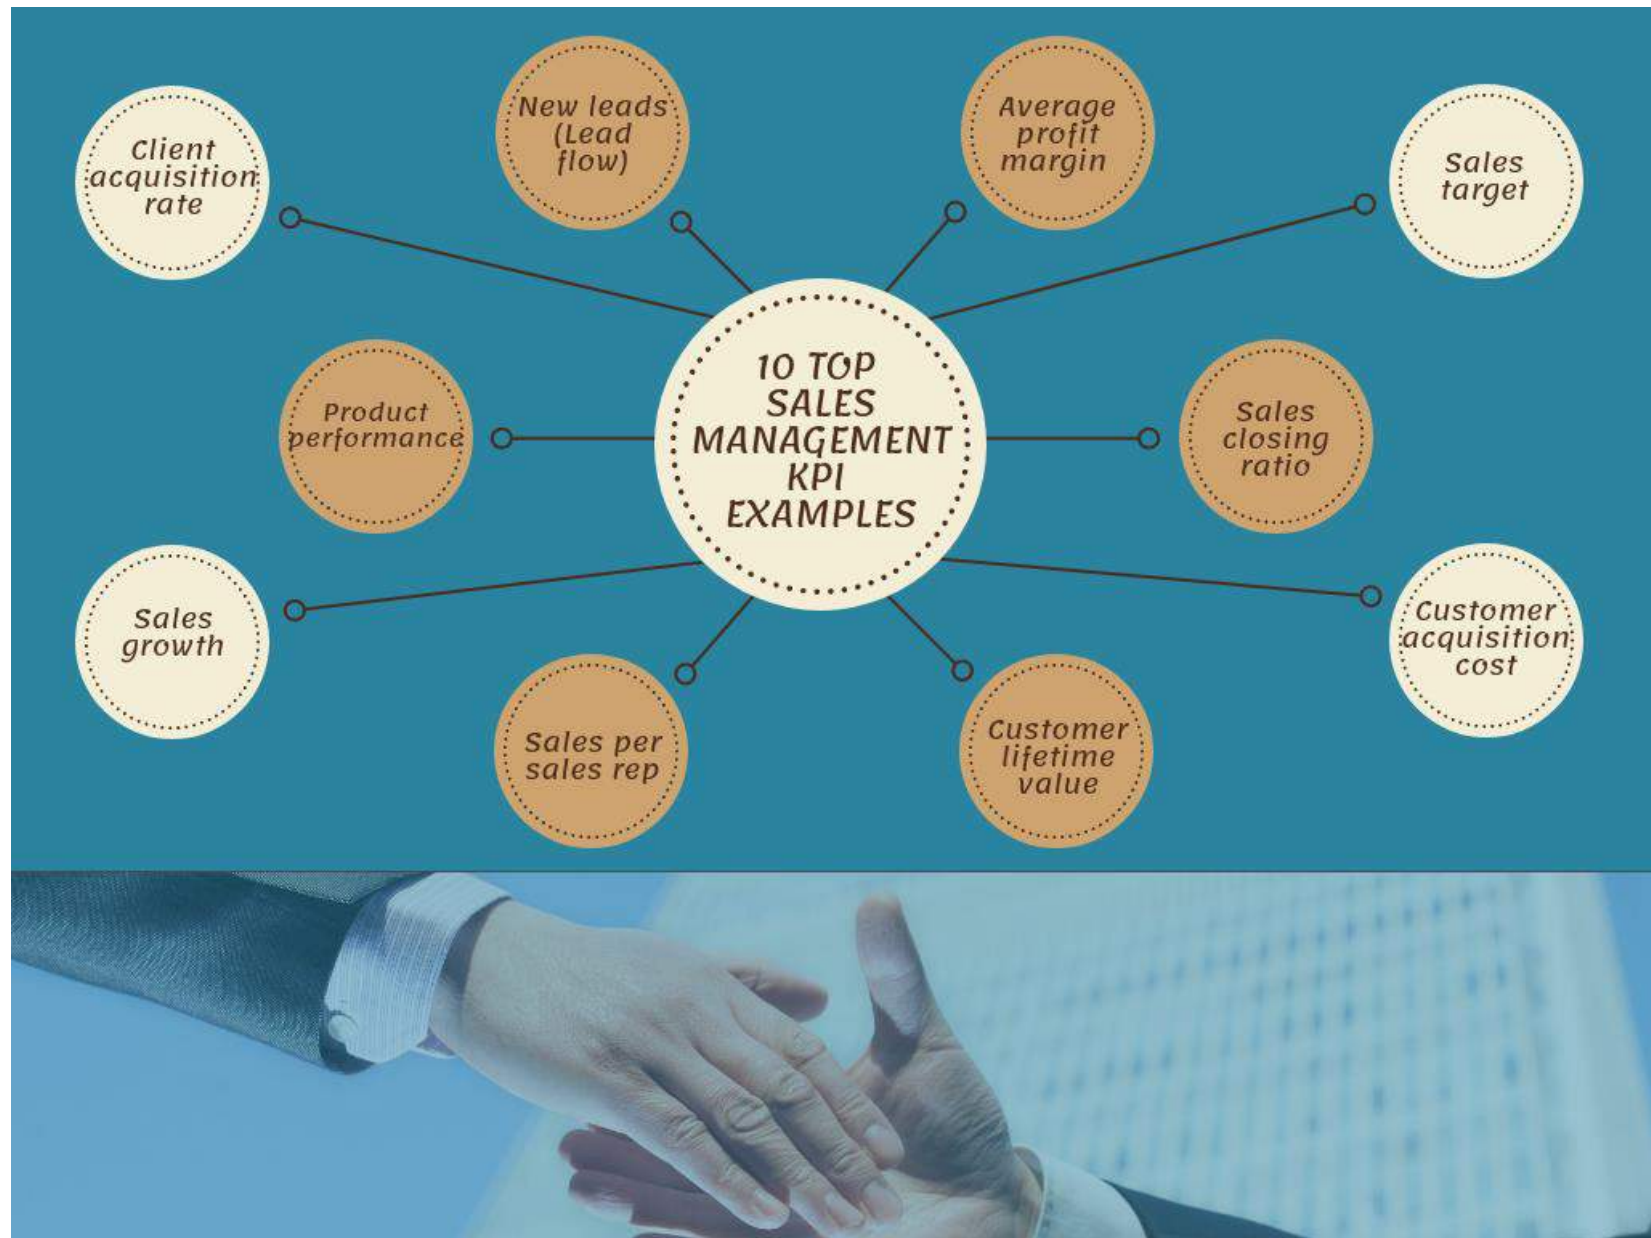 Client
acquisition
rate
New leads
(Lead
flow)
Average
profit
margin
Sales
target
Product
performance
10 TOP
SALES
MANAGEMENT
KPI
EXAMPLES
Sales
closing
ratio
Sales
growth
Sales per
sales rep
Customer
lifetime
value
Customer
acquisition
cost